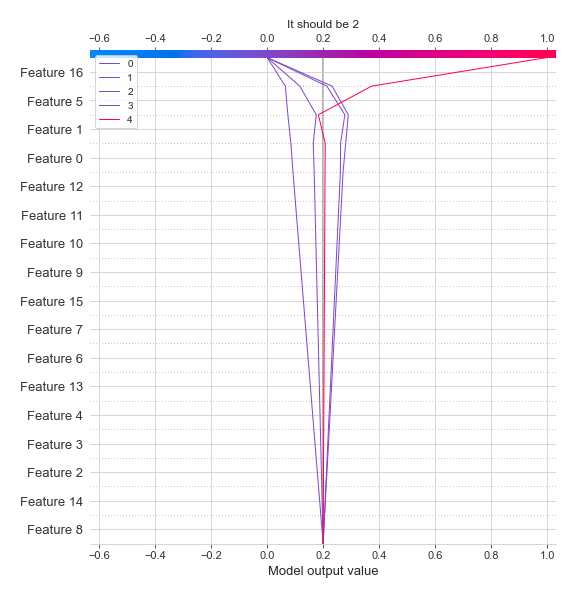 It should be 2
−0.6 −0.4 −0.2 0.0 0.2 0.4 0.6 0.8 1.0
0
1
2
3
4
Feature 16
Feature 5
Feature 1
Feature 0
Feature 12
Feature 11
Feature 10
Feature 9
Feature 15
Feature 7
Feature 6
Feature 13
Feature 4
Feature 3
Feature 2
Feature 14
Feature 8
−0.6 −0.4 −0.2 0.0 0.2 0.4 0.6 0.8 1.0
Model output value